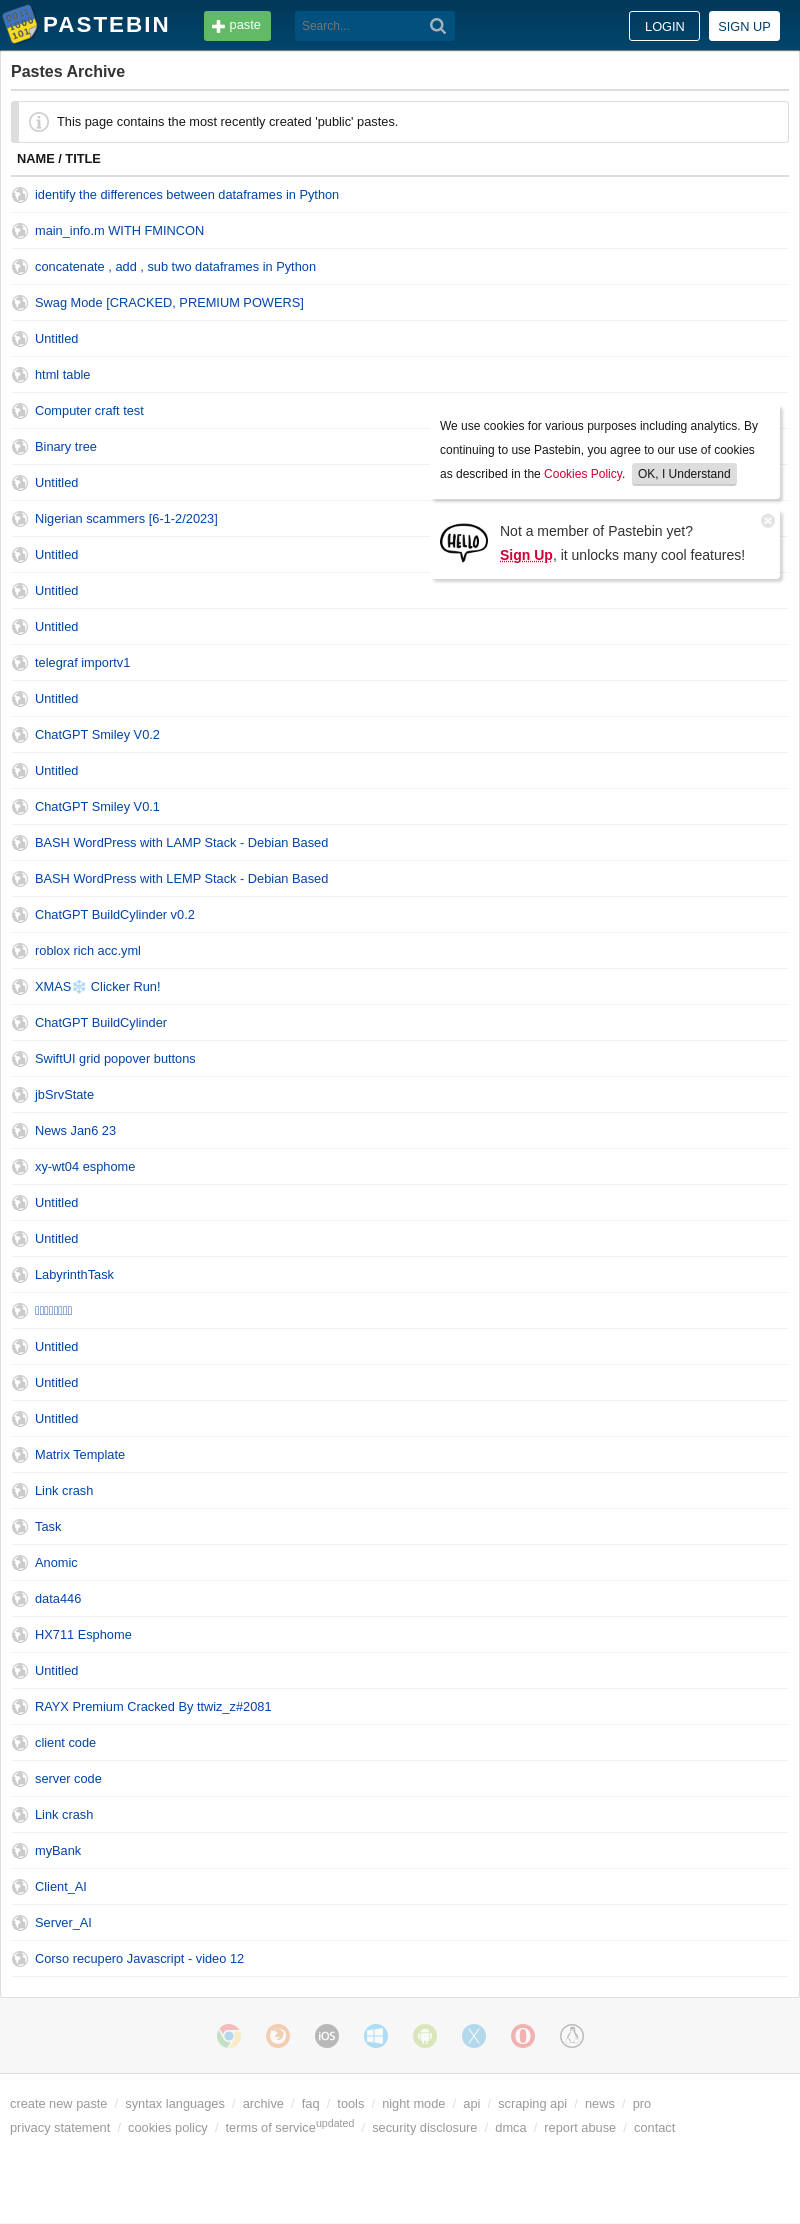 PASTEBIN
paste
Search...
LOGIN
SIGN UP
Pastes Archive
This page contains the most recently created 'public' pastes.
NAME / TITLE
identify the differences between dataframes in Python
main_info.m WITH FMINCON
concatenate , add , sub two dataframes in Python
Swag Mode [CRACKED, PREMIUM POWERS]
Untitled
html table
Computer craft test
Binary tree
Untitled
Nigerian scammers [6-1-2/2023]
Untitled
Untitled
Untitled
telegraf importv1
Untitled
ChatGPT Smiley V0.2
Untitled
ChatGPT Smiley V0.1
BASH WordPress with LAMP Stack - Debian Based
BASH WordPress with LEMP Stack - Debian Based
ChatGPT BuildCylinder v0.2
roblox rich acc.yml
XMAS❄️ Clicker Run!
ChatGPT BuildCylinder
SwiftUI grid popover buttons
jbSrvState
News Jan6 23
xy-wt04 esphome
Untitled
Untitled
LabyrinthTask
Untitled
Untitled
Untitled
Matrix Template
Link crash
Task
Anomic
data446
HX711 Esphome
Untitled
RAYX Premium Cracked By ttwiz_z#2081
client code
server code
Link crash
myBank
Client_AI
Server_AI
Corso recupero Javascript - video 12
We use cookies for various purposes including analytics. By
continuing to use Pastebin, you agree to our use of cookies
as described in the Cookies Policy. OK, I Understand
HELLO
Not a member of Pastebin yet?
Sign Up, it unlocks many cool features!
iOS
create new paste / syntax languages / archive / faq / tools / night mode / api / scraping api / news / pro
privacy statement / cookies policy / terms of service updated / security disclosure / dmca / report abuse / contact